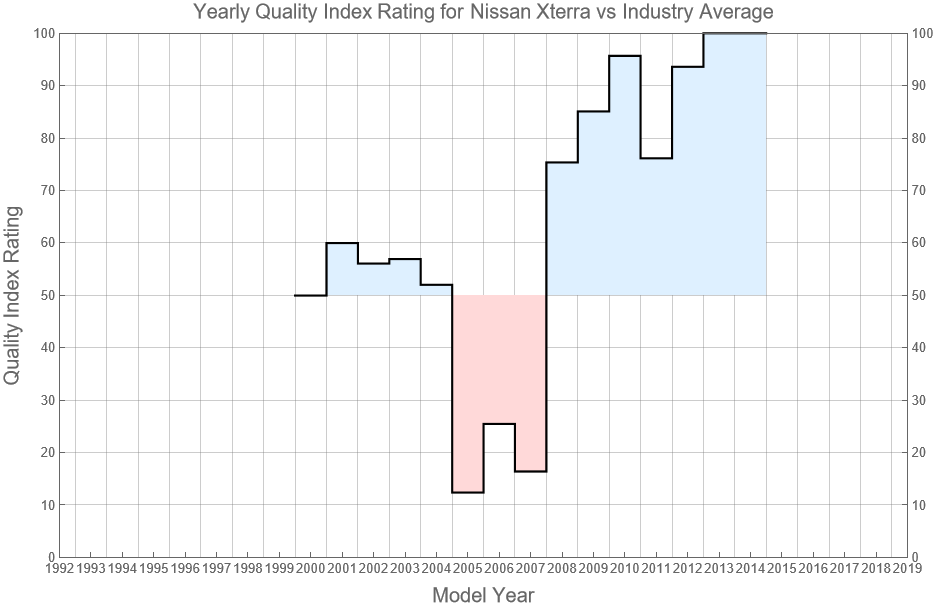 Yearly Quality Index Rating for Nissan Xterra vs Industry Average
100 100
90 90
80 80
70 70
60 60
50 50
40 40
30 30
20 20
10 10
0 0
Quality Index Rating
1992 1993 1994 1995 1996 1997 1998 1999 2000 2001 2002 2003 2004 2005 2006 2007 2008 2009 2010 2011 2012 2013 2014 2015 2016 2017 2018 2019
Model Year